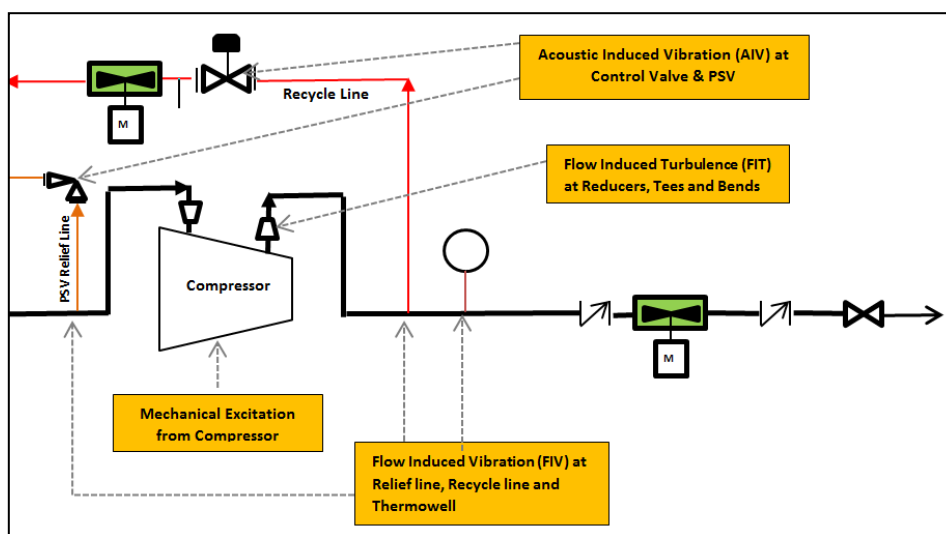 Acoustic Induced Vibration (AIV) at
Control Valve & PSV
Recycle Line
M
Flow Induced Turbulence (FIT)
at Reducers, Tees and Bends
PSV Relief Line
Compressor
M
Mechanical Excitation
from Compressor
Flow Induced Vibration (FIV) at
Relief line, Recycle line and
Thermowell